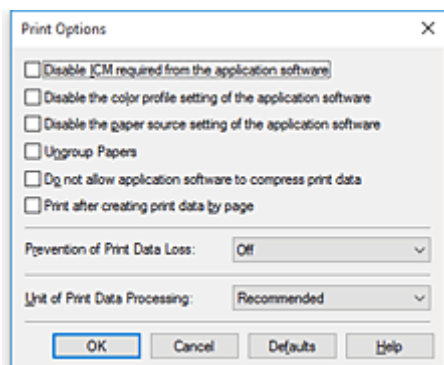 Print Options
Disable ICM required from the application software
Disable the color profile setting of the application software
Disable the paper source setting of the application software
Ungroup Papers
Do not allow application software to compress print data
Print after creating print data by page
Prevention of Print Data Loss: Off
Unit of Print Data Processing: Recommended
OK Cancel Defaults Help